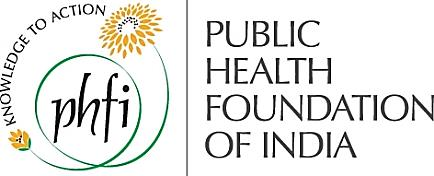 KNOWLEDGE TO ACTION
phfi
PUBLIC
HEALTH
FOUNDATION
OF INDIA